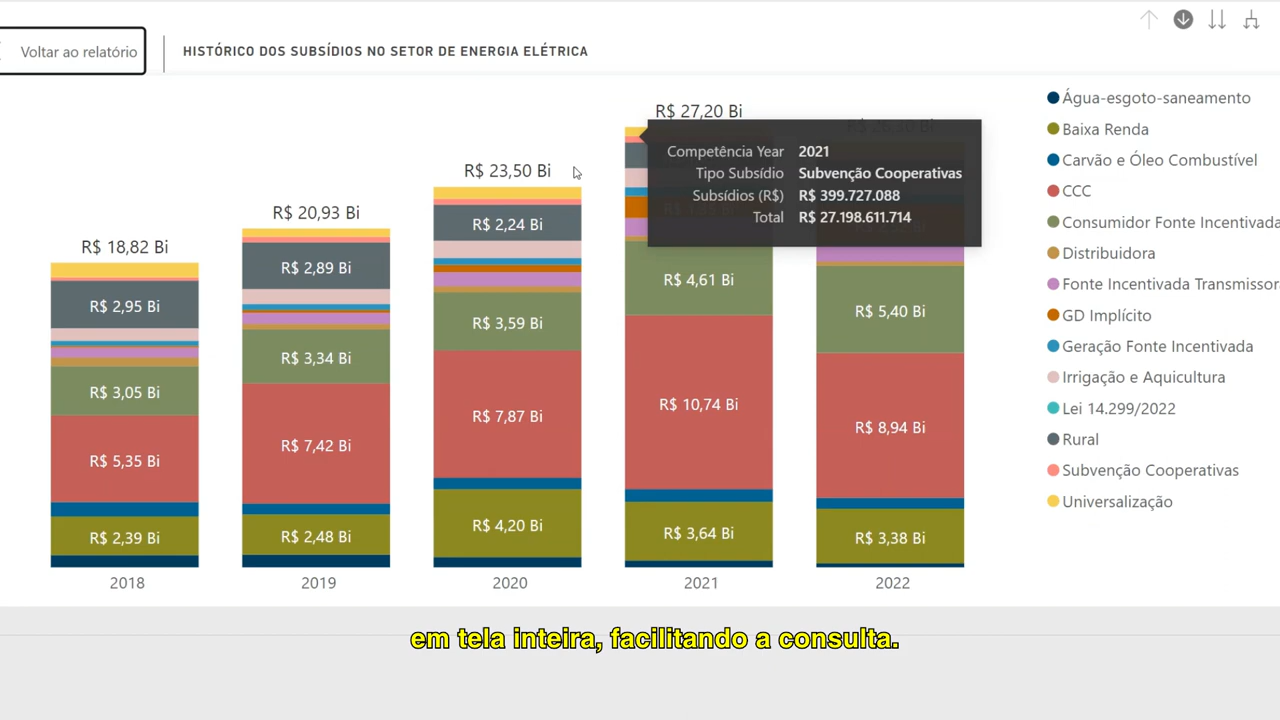 Voltar ao relatório
HISTÓRICO DOS SUBSÍDIOS NO SETOR DE ENERGIA ELÉTRICA
R$ 18,82 Bi
R$ 2,95 Bi
R$ 3,05 Bi
R$ 5,35 Bi
R$ 2,39 Bi
2018
R$ 20,93 Bi
R$ 2,89 Bi
R$ 3,34 Bi
R$ 7,42 Bi
R$ 2,48 Bi
2019
R$ 23,50 Bi
R$ 2,24 Bi
R$ 3,59 Bi
R$ 7,87 Bi
R$ 4,20 Bi
2020
R$ 27,20 Bi
Competência Year 2021
Tipo Subsídio Subvenção Cooperativas
Subsídios (R$) R$ 399.727.088
Total R$ 27.198.611.714
R$ 4,61 Bi
R$ 10,74 Bi
R$ 3,64 Bi
2021
R$ 5,40 Bi
R$ 8,94 Bi
R$ 3,38 Bi
2022
Água-esgoto-saneamento
Baixa Renda
Carvão e Óleo Combustível
CCC
Consumidor Fonte Incentivada
Distribuidora
Fonte Incentivada Transmissor
GD Implícito
Geração Fonte Incentivada
Irrigação e Aquicultura
Lei 14.299/2022
Rural
Subvenção Cooperativas
Universalização
em tela inteira, facilitando a consulta.